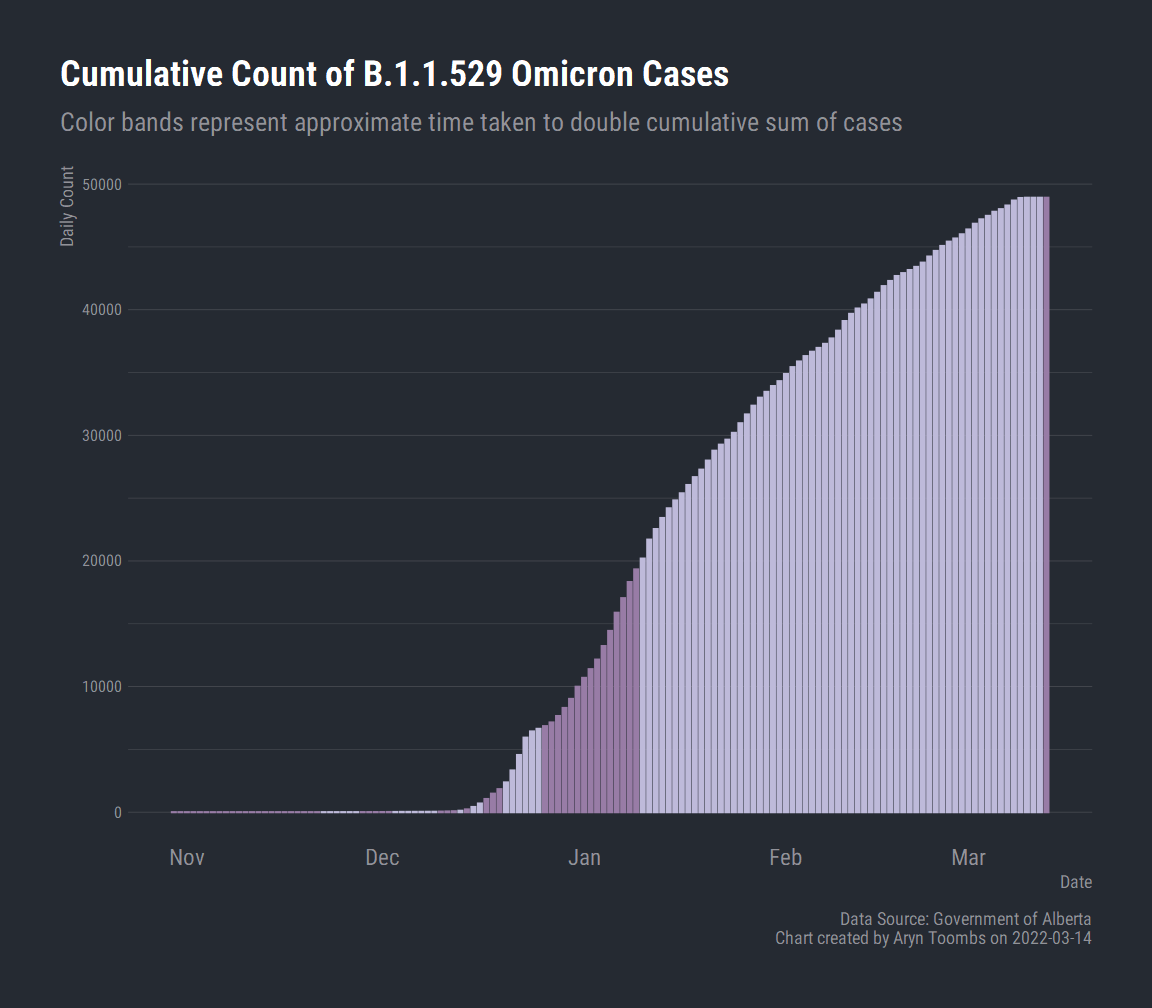 Cumulative Count of B.1.1.529 Omicron Cases
Color bands represent approximate time taken to double cumulative sum of cases
Daily Count
50000
40000
30000
20000
10000
0
Nov Dec Jan Feb Mar
Date
Data Source: Government of Alberta
Chart created by Aryn Toombs on 2022-03-14